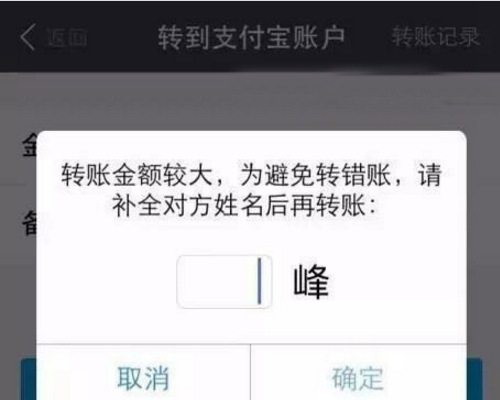 返回 转到支付宝账户 转账记录
金
转账金额较大，为避免转错账，请
补全对方姓名后再转账：
备
峰
取消 确定